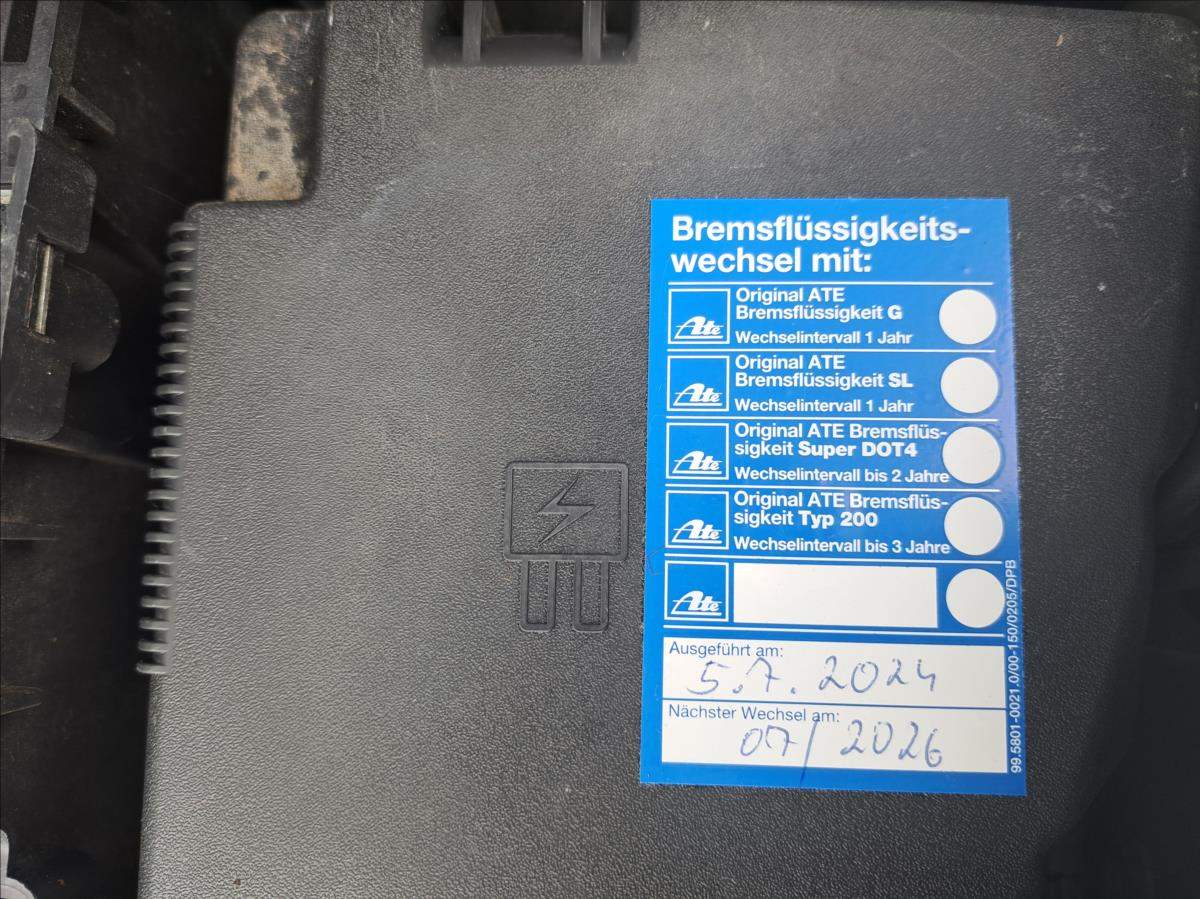 Bremsflüssigkeits-
wechsel mit:
Ate
Original ATE
Bremsflüssigkeit G
Wechselintervall 1 Jahr
Ate
Original ATE
Bremsflüssigkeit SL
Wechselintervall 1 Jahr
Ate
Original ATE Bremsflüs-
sigkeit Super DOT4
Wechselintervall bis 2 Jahre
Ate
Original ATE Bremsflüs-
sigkeit Typ 200
Wechselintervall bis 3 Jahre
Ate
Ausgeführt am:
5.7.2024
Nächster Wechsel am:
07/2026
99.5801-0021.0/00-150/0205/DPB